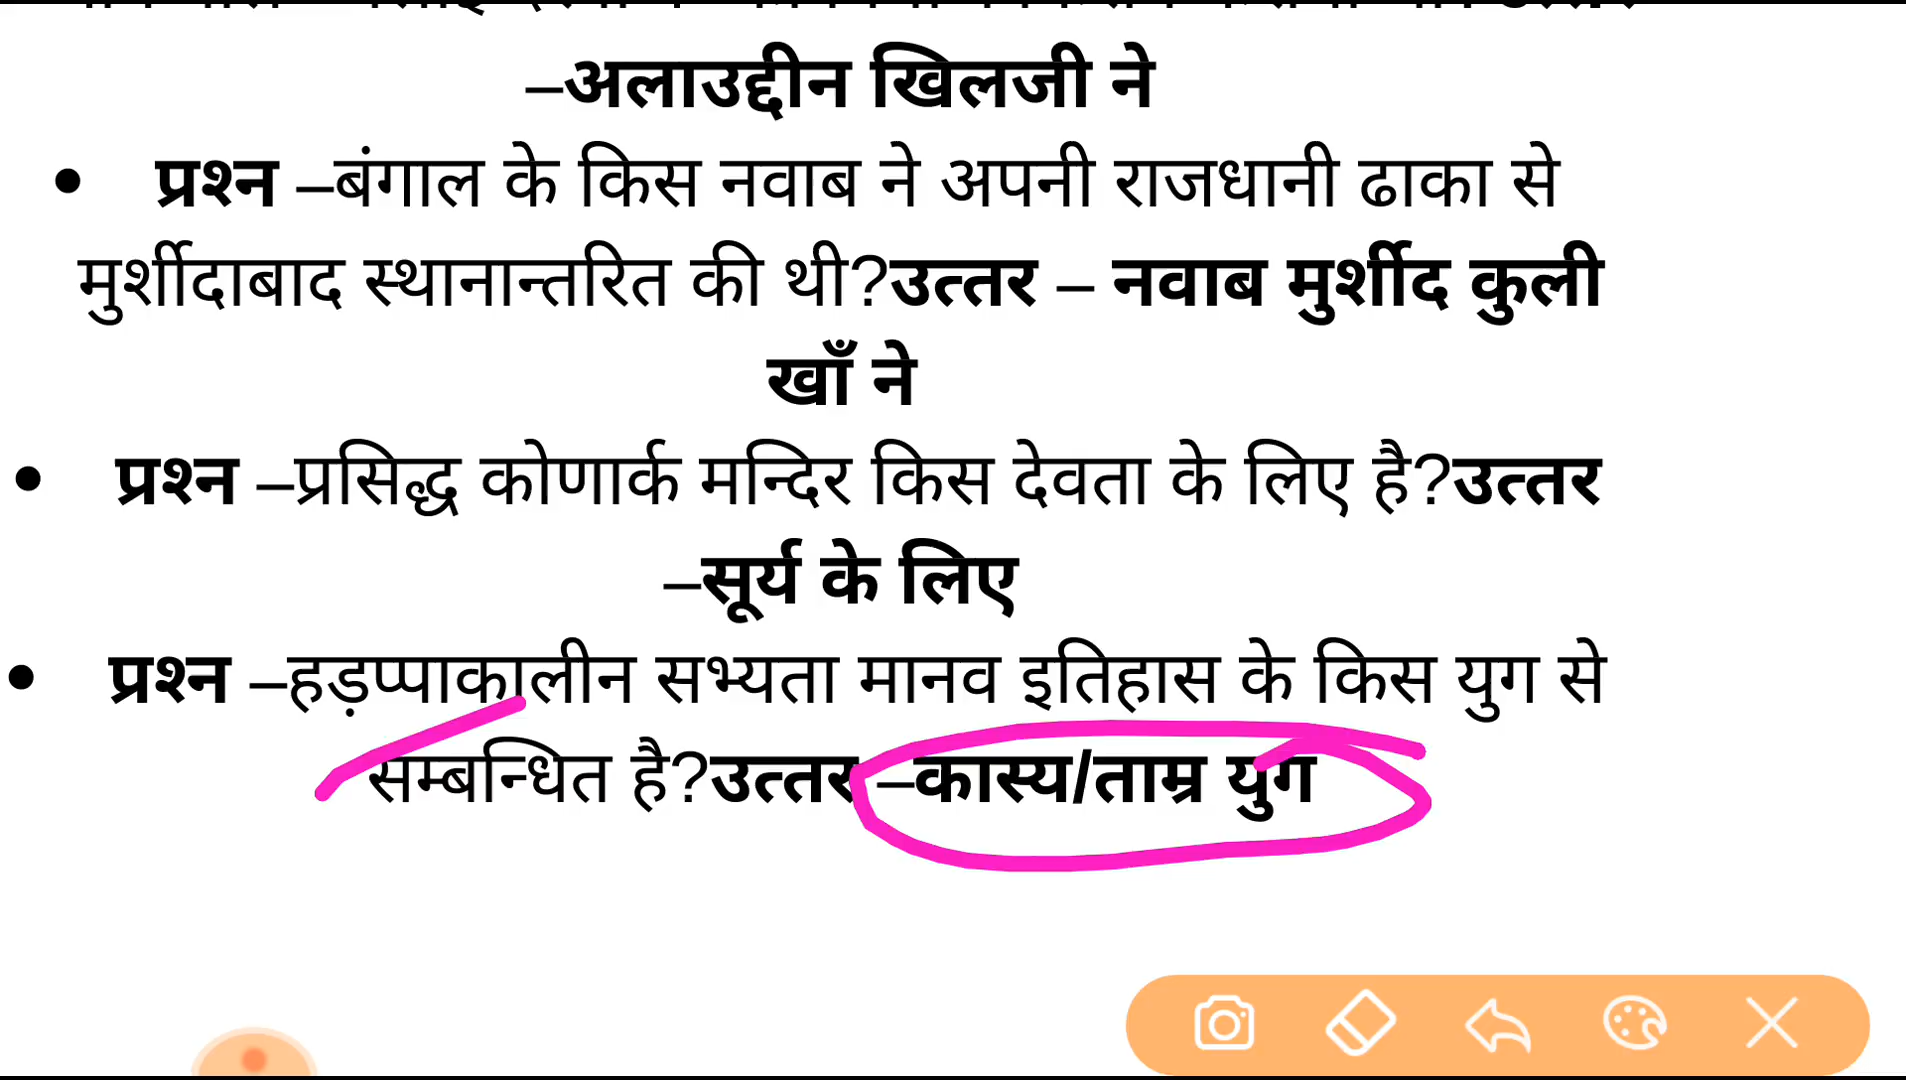 –अलाउद्दीन खिलजी ने
• प्रश्न –बंगाल के किस नवाब ने अपनी राजधानी ढाका से
मुर्शीदाबाद स्थानान्तरित की थी?उत्तर – नवाब मुर्शीद कुली
खाँ ने
• प्रश्न –प्रसिद्ध कोणार्क मन्दिर किस देवता के लिए है?उत्तर
–सूर्य के लिए
• प्रश्न –हड़प्पाकालीन सभ्यता मानव इतिहास के किस युग से
सम्बन्धित है?उत्तर –कास्य/ताम्र युग